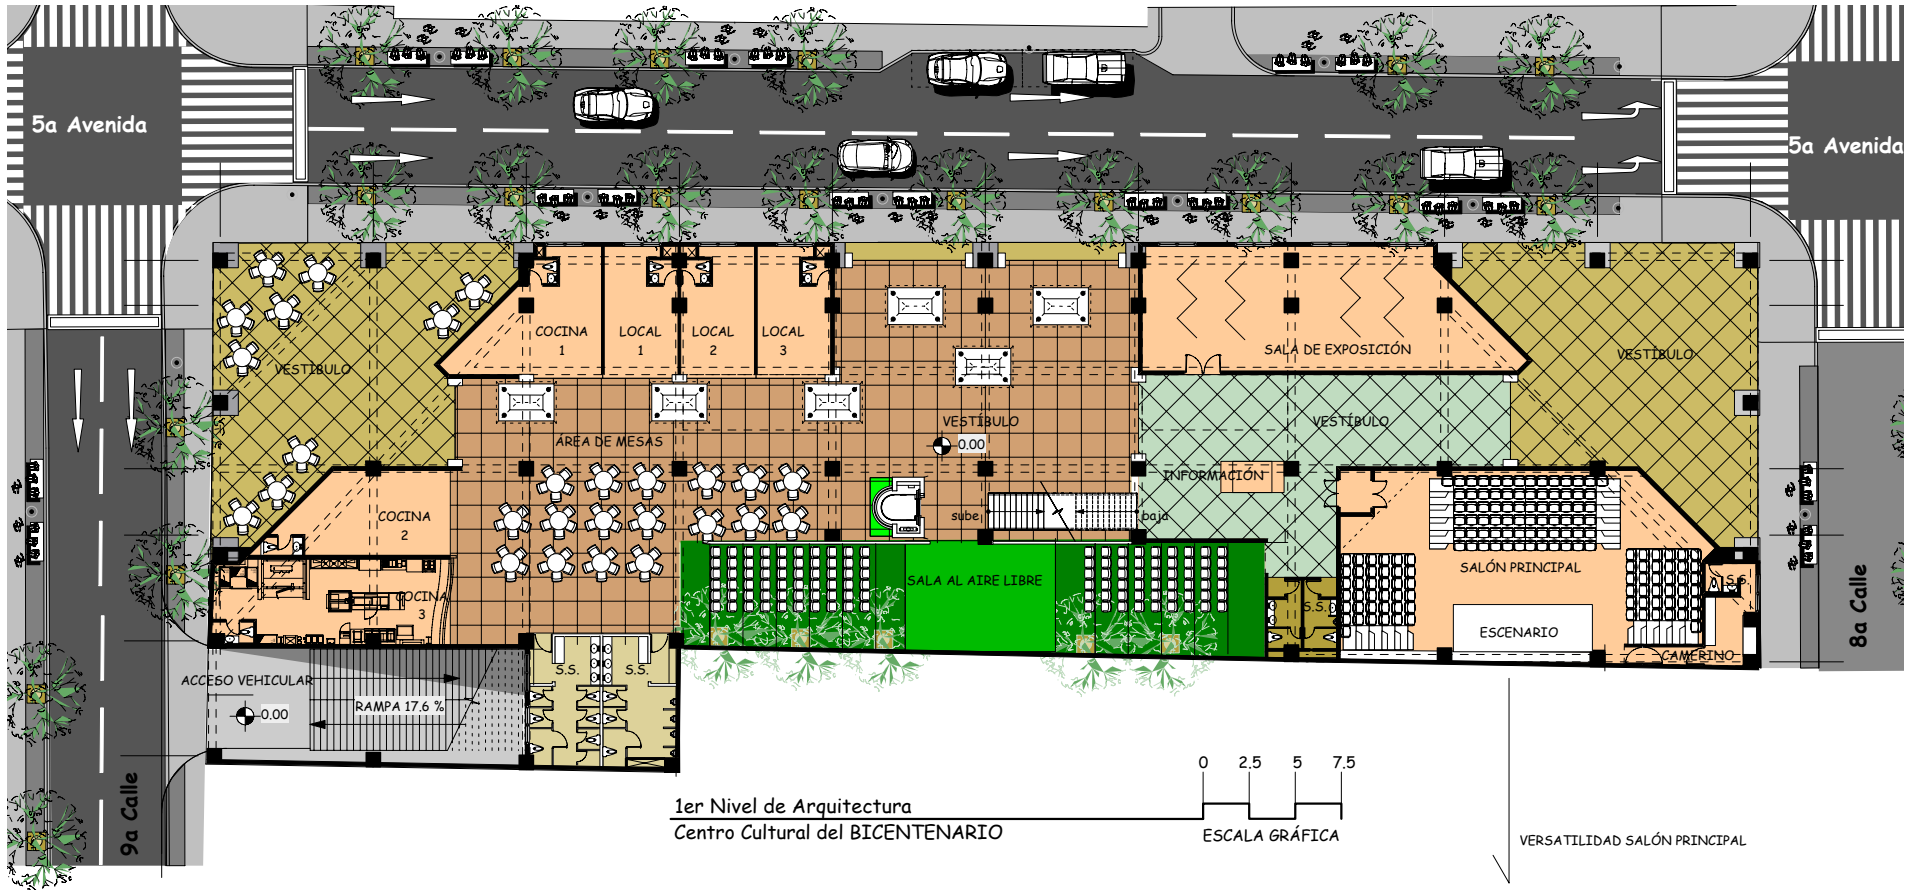 5a Avenida
5a Avenida
COCINA
1
LOCAL
1
LOCAL
2
LOCAL
3
SALA DE EXPOSICIÓN
VESTÍBULO
VESTÍBULO
VESTÍBULO
VESTÍBULO
ÁREA DE MESAS
0.00
INFORMACIÓN
COCINA
2
sube
baja
SALA AL AIRE LIBRE
SALÓN PRINCIPAL
S.S.
COCINA
3
S.S.
ESCENARIO
CAMERINO
8a Calle
S.S.
S.S.
ACCESO VEHICULAR
RAMPA 17.6 %
0.00
9a Calle
0 2.5 5 7.5
1er Nivel de Arquitectura
Centro Cultural del BICENTENARIO
ESCALA GRÁFICA
VERSATILIDAD SALÓN PRINCIPAL